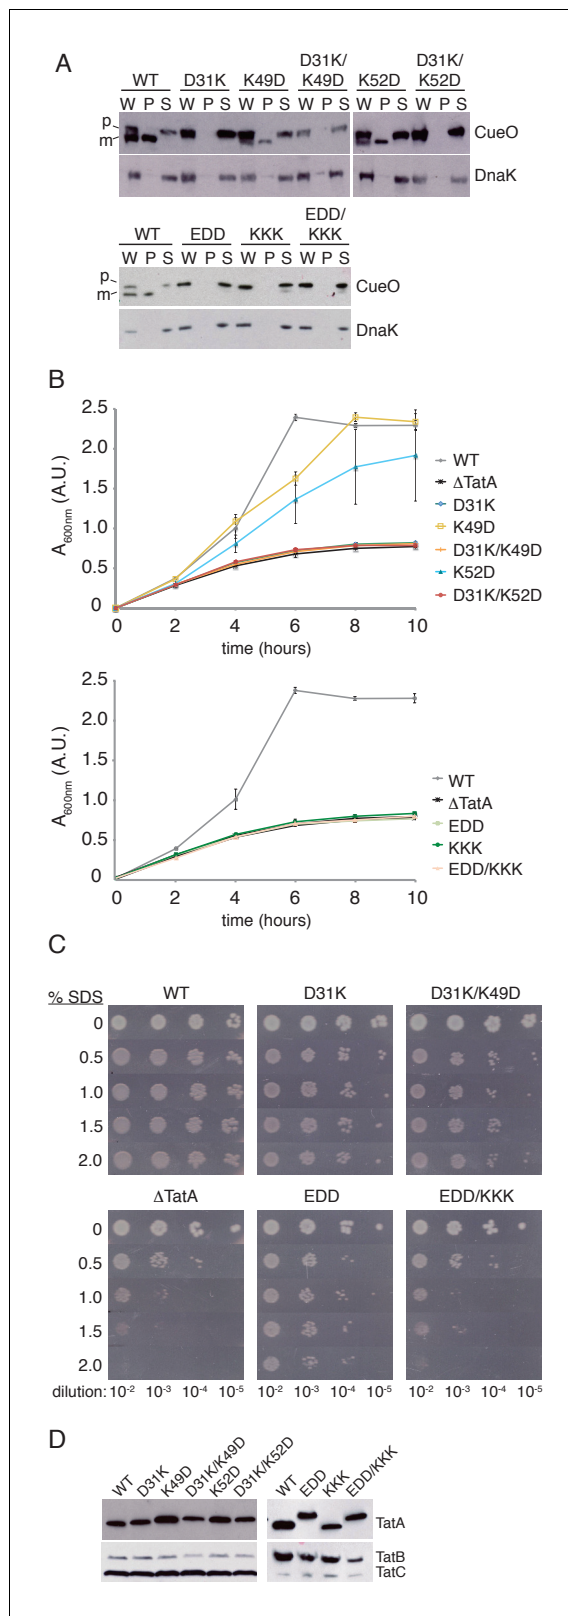 A
D31K/ D31K/
WT D31K K49D K49D K52D K52D
W P S W P S W P S W P S W P S W P S
p
m
CueO
DnaK
EDD/
WT EDD KKK KKK
W P S W P S W P S W P S
p
m
CueO
DnaK
B
2.5
2.0
1.5
1.0
0.5
0
A600nm (A.U.)
0 2 4 6 8 10
time (hours)
WT
ΔTatA
D31K
K49D
D31K/K49D
K52D
D31K/K52D
2.5
2.0
1.5
1.0
0.5
0
A600nm (A.U.)
0 2 4 6 8 10
time (hours)
WT
ΔTatA
EDD
KKK
EDD/KKK
C
% SDS WT D31K D31K/K49D
0
0.5
1.0
1.5
2.0
ΔTatA EDD EDD/KKK
0
0.5
1.0
1.5
2.0
dilution: 10-2 10-3 10-4 10-5 10-2 10-3 10-4 10-5 10-2 10-3 10-4 10-5
D
WT D31K K49D D31K/K49D K52D D31K/K52D WT EDD KKK EDD/KKK
TatA
TatB
TatC